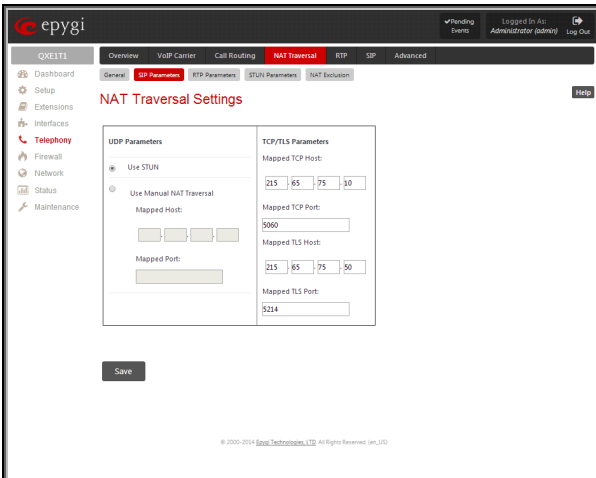 epygi
✔Pending Events
Logged In As:
Administrator (admin)
Log Out
QXE1T1
Overview VoIP Carrier Call Routing NAT Traversal RTP SIP Advanced
Dashboard
Setup
Extensions
Interfaces
Telephony
Firewall
Network
Status
Maintenance
General SIP Parameters RTP Parameters STUN Parameters NAT Exclusion
Help
NAT Traversal Settings
UDP Parameters
Use STUN
Use Manual NAT Traversal
Mapped Host:
. . .
Mapped Port:
TCP/TLS Parameters
Mapped TCP Host:
215 . 65 . 75 . 10
Mapped TCP Port:
5060
Mapped TLS Host:
215 . 65 . 75 . 50
Mapped TLS Port:
5214
Save
© 2000-2014 Epygi Technologies, LTD. All Rights Reserved. (en_US)